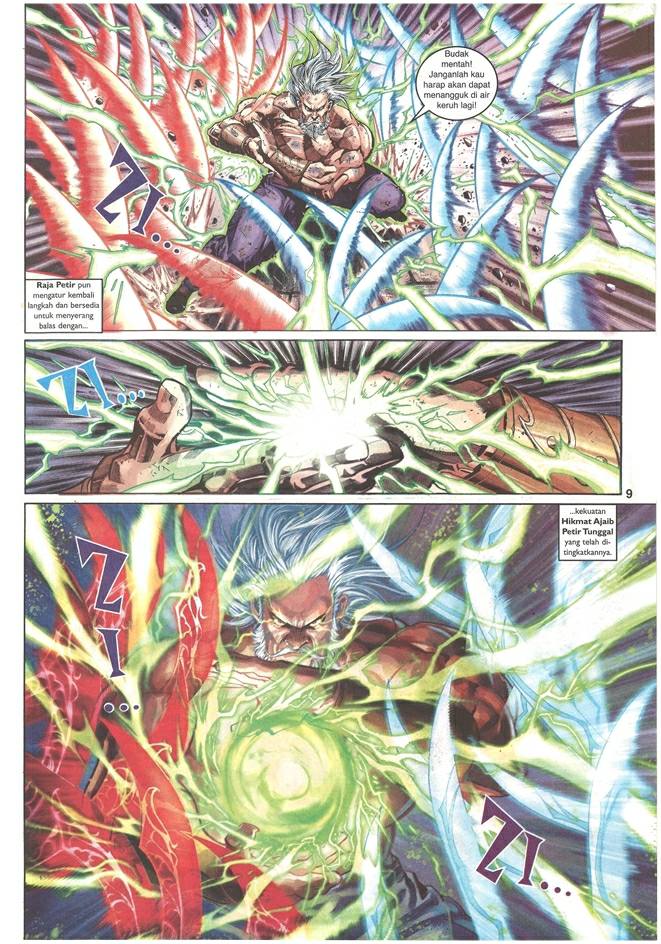 Budak
mentah!
Janganlah kau
harap akan dapat
menangguk di air
keruh lagi!
ZI...
Raja Petir pun
mengatur kembali
langkah dan bersedia
untuk menyerang
balas dengan...
ZI...
9
...kekuatan
Hikmat Ajaib
Petir Tunggal
yang telah di-
tingkatkannya.
ZI...
ZI...